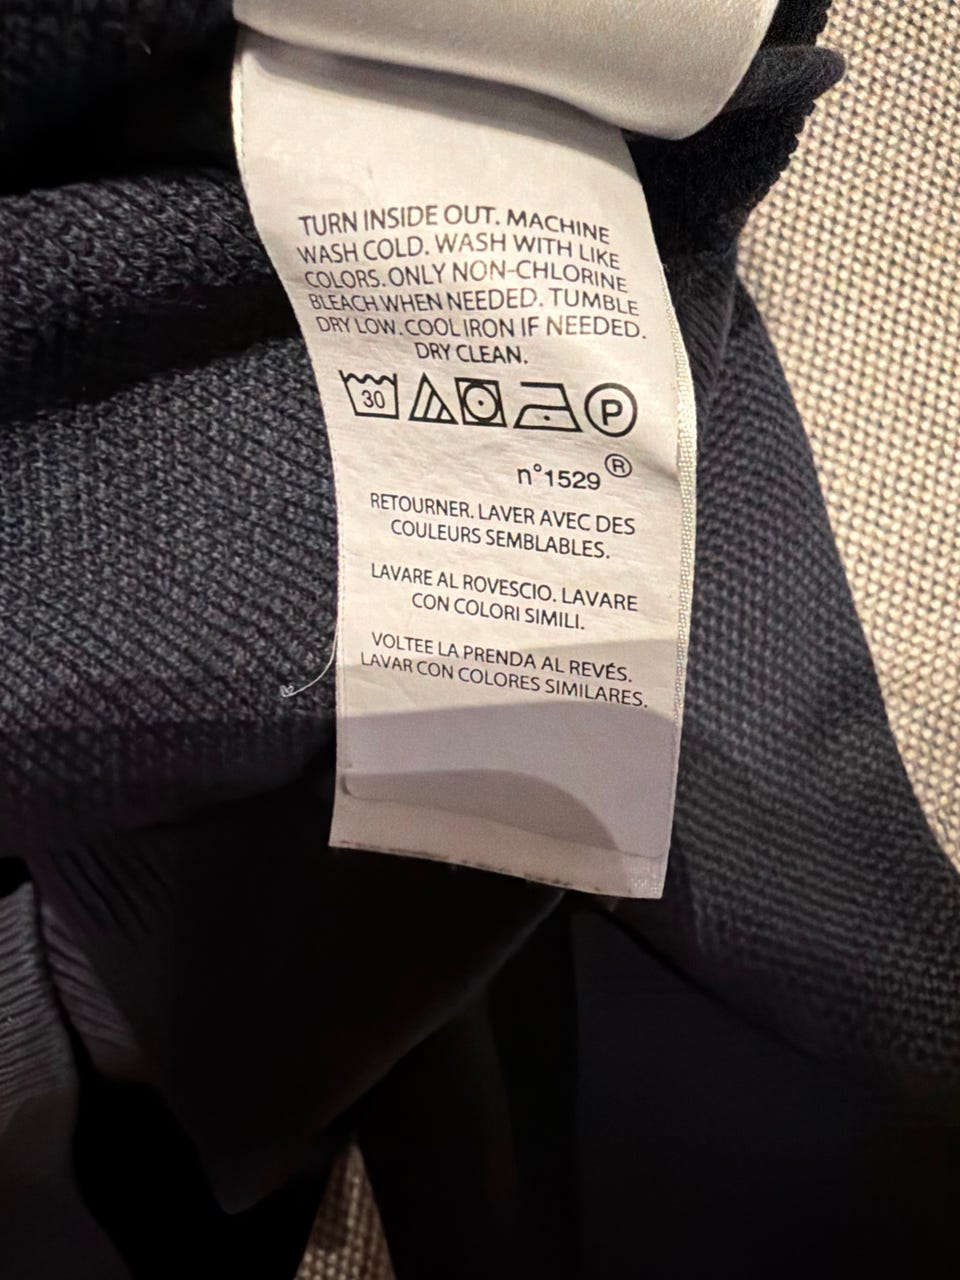 TURN INSIDE OUT. MACHINE
WASH COLD. WASH WITH LIKE
COLORS. ONLY NON-CHLORINE
BLEACH WHEN NEEDED. TUMBLE
DRY LOW. COOL IRON IF NEEDED.
DRY CLEAN.
30 P
n°1529®
RETOURNER. LAVER AVEC DES
COULEURS SEMBLABLES.
LAVARE AL ROVESCIO. LAVARE
CON COLORI SIMILI.
VOLTEE LA PRENDA AL REVÉS.
LAVAR CON COLORES SIMILARES.